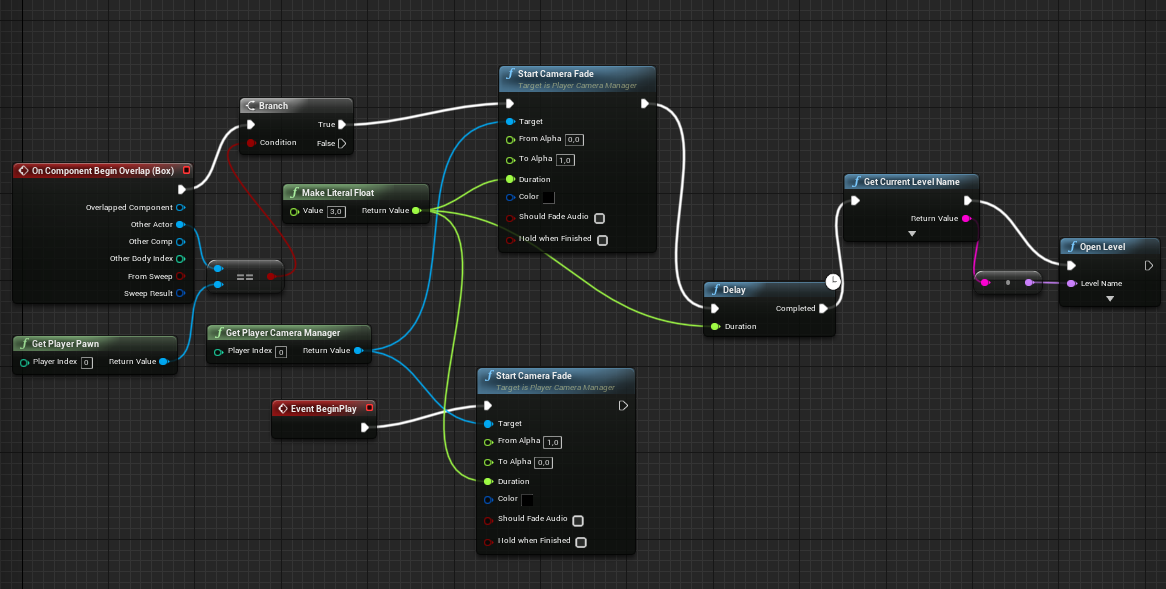 On Component Begin Overlap (Box)
Overlapped Component
Other Actor
Other Comp
Other Body Index
From Sweep
Sweep Result
Get Player Pawn
Player Index 0 Return Value
Branch
True
Condition False
==
Make Literal Float
Value 3,0 Return Value
Get Player Camera Manager
Player Index 0 Return Value
Event BeginPlay
f Start Camera Fade
Target is Player Camera Manager
Target
From Alpha 0,0
To Alpha 1,0
Duration
Color
Should Fade Audio
Hold when Finished
f Start Camera Fade
Target is Player Camera Manager
Target
From Alpha 1,0
To Alpha 0,0
Duration
Color
Should Fade Audio
Hold when Finished
f Delay
Completed
Duration
f Get Current Level Name
Return Value
f Open Level
Level Name